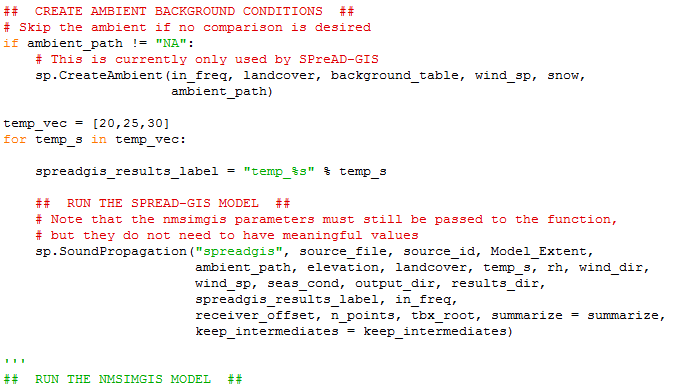 ##  CREATE AMBIENT BACKGROUND CONDITIONS  ##
# Skip the ambient if no comparison is desired
if ambient_path != "NA":
    # This is currently only used by SPreAD-GIS
    sp.CreateAmbient(in_freq, landcover, background_table, wind_sp, snow,
                     ambient_path)

temp_vec = [20,25,30]
for temp_s in temp_vec:

    spreadgis_results_label = "temp_%s" % temp_s

    ##  RUN THE SPREAD-GIS MODEL  ##
    # Note that the nmsimgis parameters must still be passed to the function,
    # but they do not need to have meaningful values
    sp.SoundPropagation("spreadgis", source_file, source_id, Model_Extent,
                        ambient_path, elevation, landcover, temp_s, rh, wind_dir,
                        wind_sp, seas_cond, output_dir, results_dir,
                        spreadgis_results_label, in_freq,
                        receiver_offset, n_points, tbx_root, summarize = summarize,
                        keep_intermediates = keep_intermediates)

'''
##  RUN THE NMSIMGIS MODEL  ##